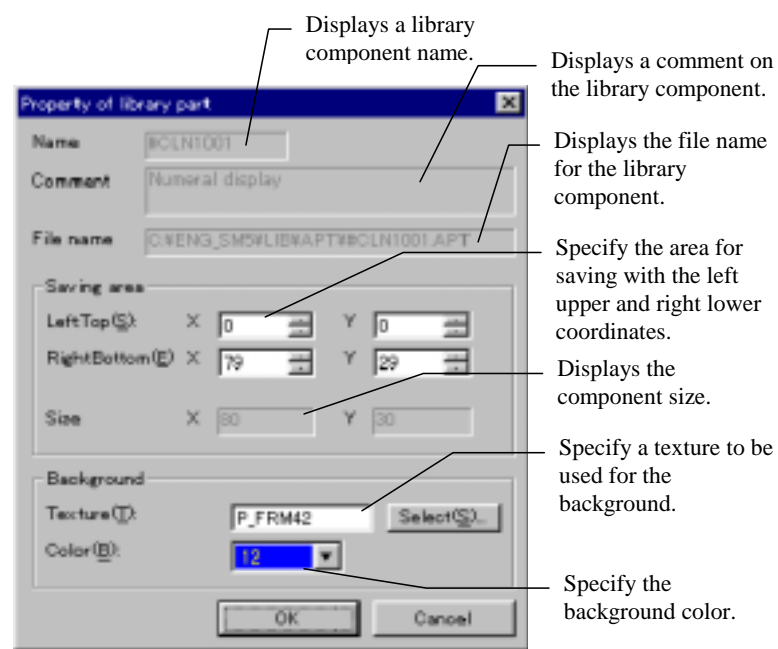 Displays a library
component name.
Displays a comment on
the library component.
Property of library part
Name #CLN1001
Displays the file name
for the library
component.
Comment Numeral display
File name C:¥ENG_SM5¥LIB¥APT¥#CLN1001.APT
Specify the area for
saving with the left
upper and right lower
coordinates.
Saving area
LeftTop(S): X 0 Y 0
RightBottom(E) X 79 Y 29
Displays the
component size.
Size X 80 Y 30
Specify a texture to be
used for the
background.
Background
Texture(T): P_FRM42 Select(S)...
Color(B): 12
Specify the
background color.
OK Cancel